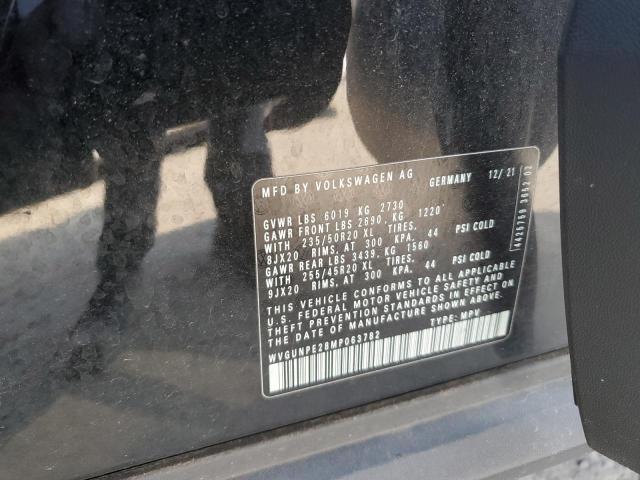 MFD BY VOLKSWAGEN AG GERMANY 12/21
GVWR LBS 6019 KG 2730
GAWR FRONT LBS 2690. KG 1220
WITH 235/50R20 XL TIRES,
8JX20 RIMS, AT 300 KPA. 44 PSI COLD
GAWR REAR LBS 3439. KG 1560
WITH 255/45R20 XL TIRES,
9JX20 RIMS, AT 300 KPA. 44 PSI COLD
THIS VEHICLE CONFORMS TO ALL APPLICABLE
U.S. FEDERAL MOTOR VEHICLE SAFETY AND
THEFT PREVENTION STANDARDS IN EFFECT ON
THE DATE OF MANUFACTURE SHOWN ABOVE.
WVGUNPE28MP063782 TYPE: MPV